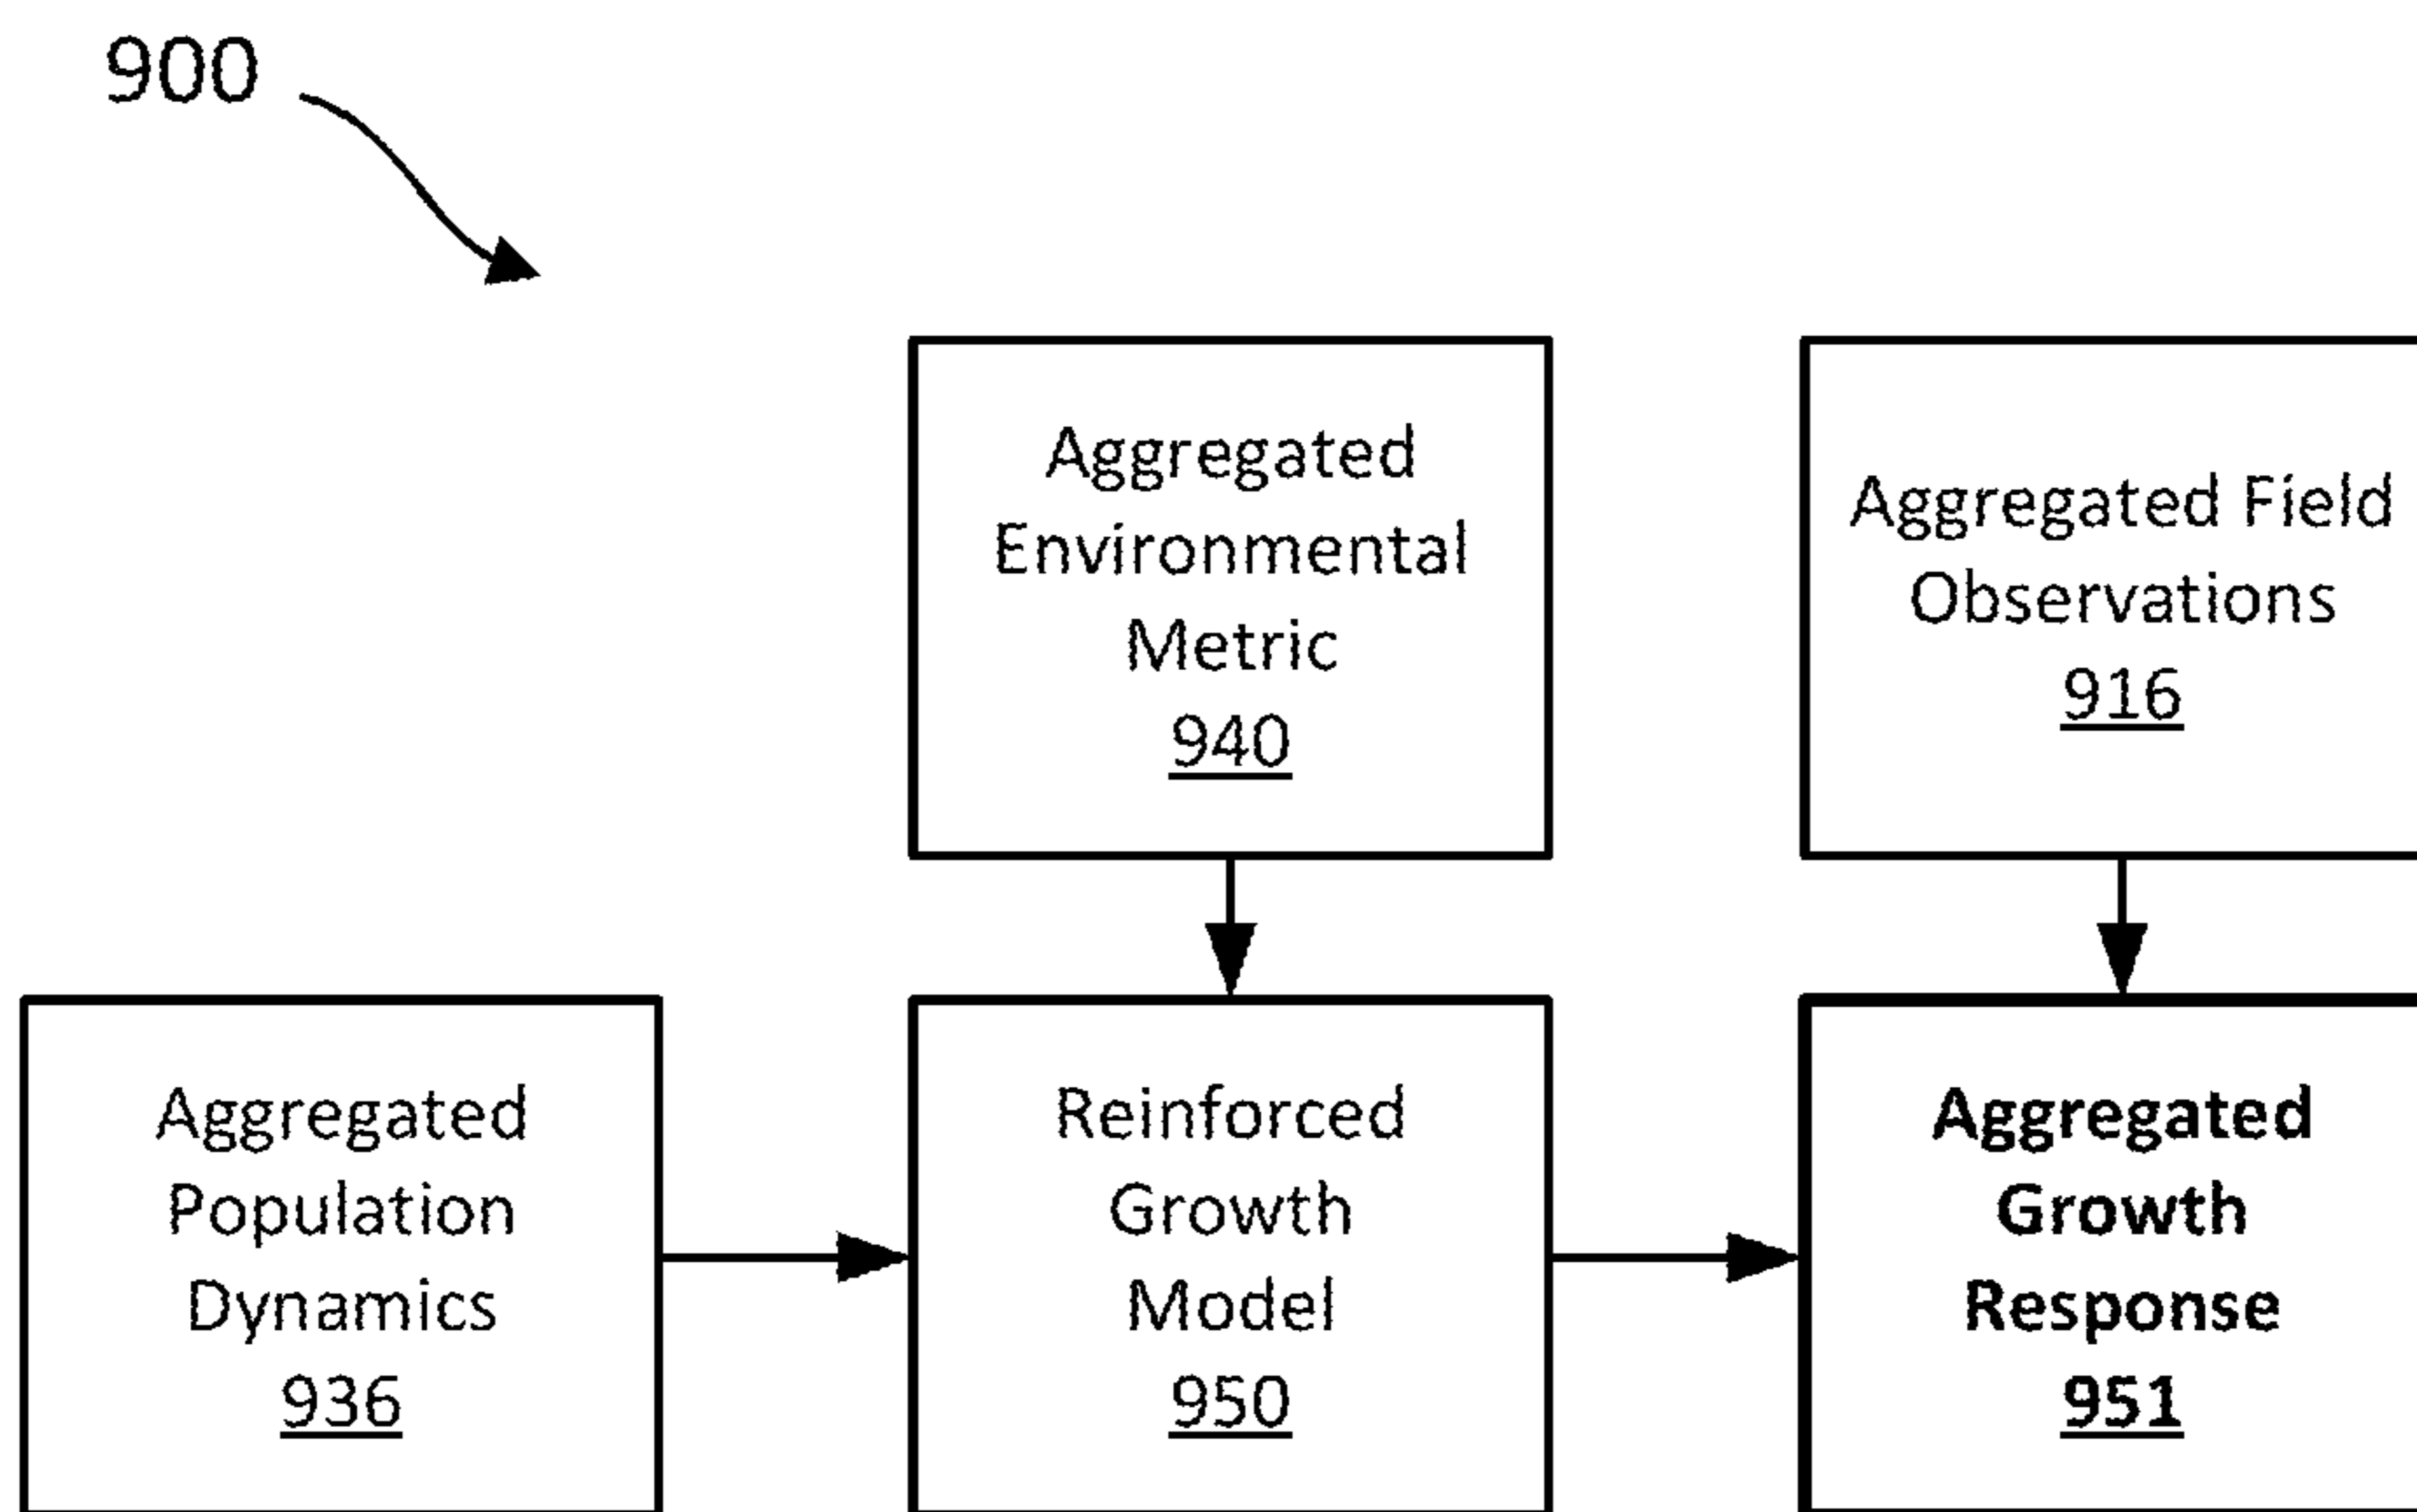 900
Aggregated
Environmental
Metric
940
Aggregated Field
Observations
916
Aggregated
Population
Dynamics
936
Reinforced
Growth
Model
950
Aggregated
Growth
Response
951